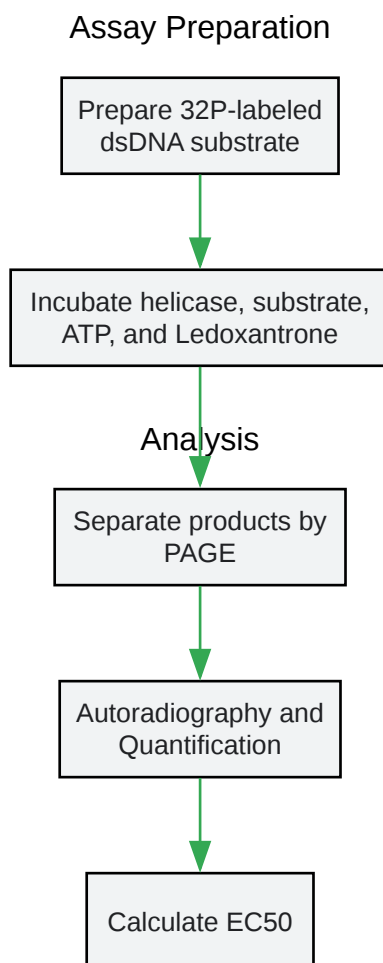 Assay Preparation
Prepare 32P-labeled
dsDNA substrate
Incubate helicase, substrate,
ATP, and Ledoxantrone
Analysis
Separate products by
PAGE
Autoradiography and
Quantification
Calculate EC50